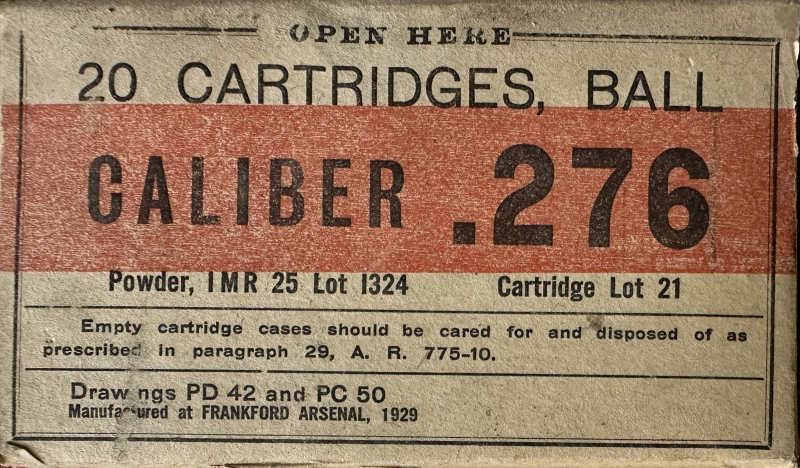 OPEN HERE
20 CARTRIDGES, BALL
CALIBER .276
Powder, IMR 25 Lot 1324 Cartridge Lot 21
Empty cartridge cases should be cared for and disposed of as
prescribed in paragraph 29, A. R. 775-10.
Drawings PD 42 and PC 50
Manufactured at FRANKFORD ARSENAL, 1929